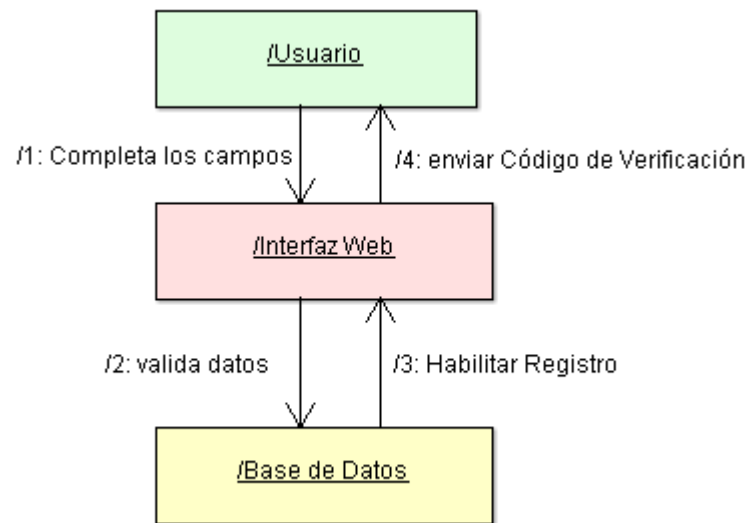 /Usuario
/1: Completa los campos
/4: enviar Código de Verificación
/Interfaz Web
/2: valida datos
/3: Habilitar Registro
/Base de Datos